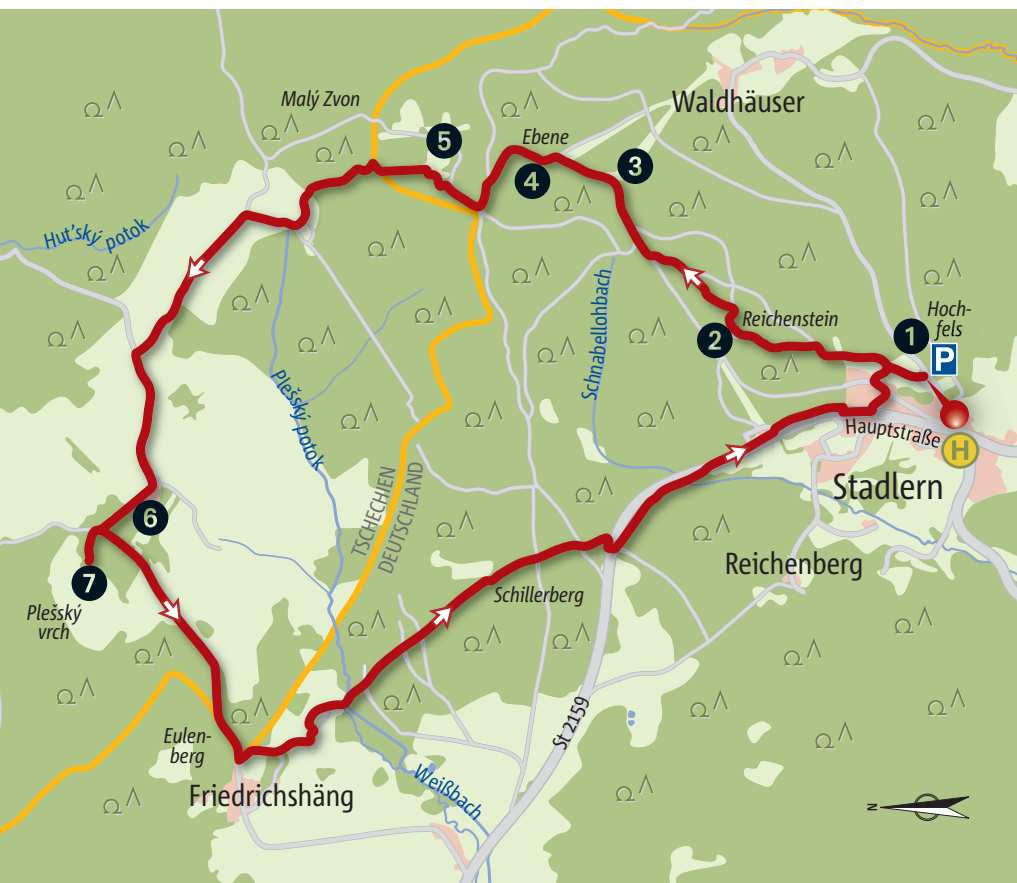 Waldhäuser
Malý Zvon
5
Ebene
4
3
Hut'ský potok
Schnabellohbach
Reichenstein
2
Hoch-
fels
1
P
Plešský potok
Hauptstraße
H
Stadlern
TSCHECHIEN
DEUTSCHLAND
6
7
Plešský
vrch
Reichenberg
Schillerberg
St 2159
Eulen-
berg
Friedrichshäng
Weißbach
N